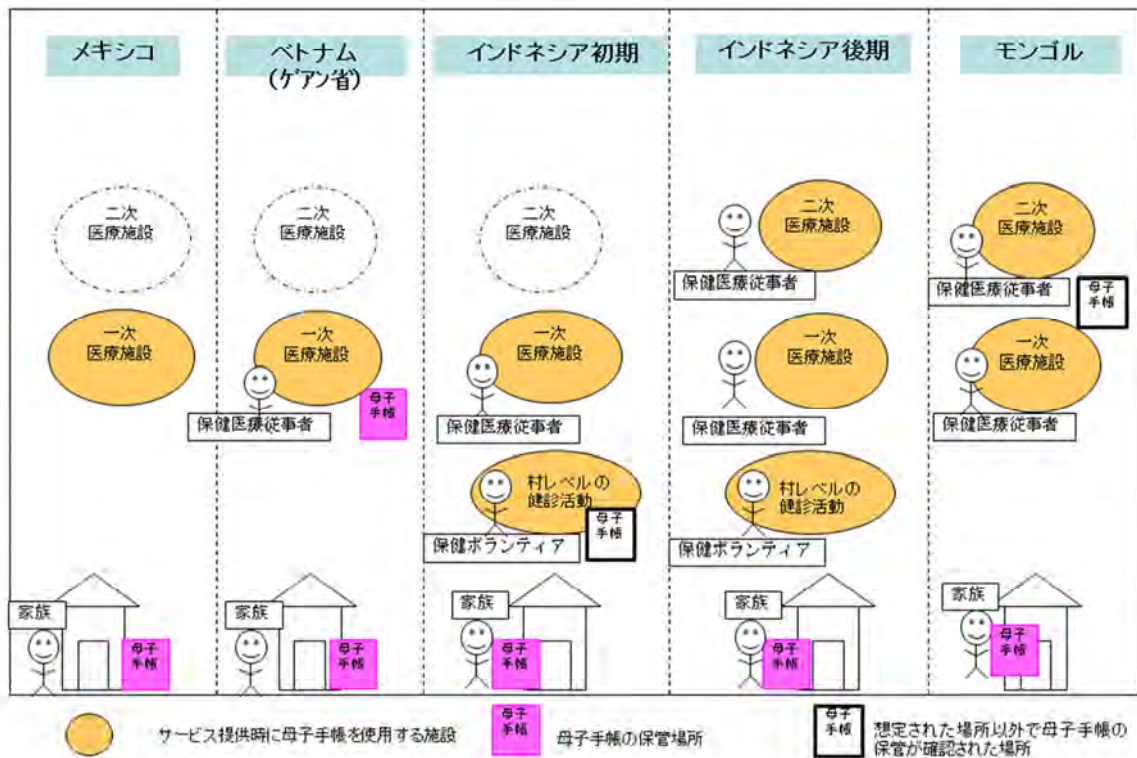 メキシコ
ベトナム
(ゲアン省)
インドネシア初期
インドネシア後期
モンゴル
二次
医療施設
二次
医療施設
二次
医療施設
二次
医療施設
二次
医療施設
保健医療従事者
保健医療従事者
母子
手帳
一次
医療施設
一次
医療施設
一次
医療施設
一次
医療施設
一次
医療施設
母子
手帳
保健医療従事者
保健医療従事者
保健医療従事者
保健医療従事者
村レベルの
健診活動
村レベルの
健診活動
母子
手帳
保健ボランティア
保健ボランティア
家族
家族
家族
家族
家族
母子
手帳
母子
手帳
母子
手帳
母子
手帳
母子
手帳
サービス提供時に母子手帳を使用する施設
母子
手帳
母子手帳の保管場所
母子
手帳
想定された場所以外で母子手帳の
保管が確認された場所